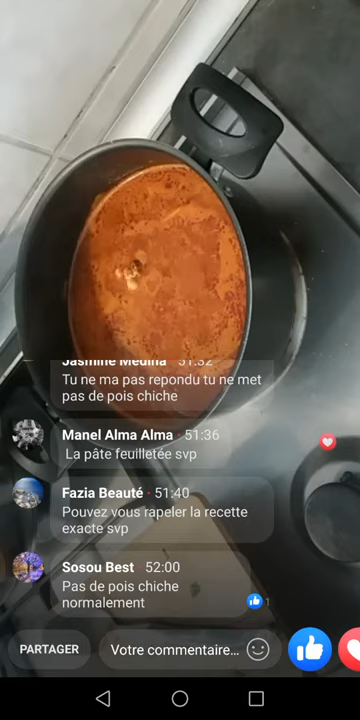 Jasmine Medina 51:32
Tu ne ma pas repondu tu ne met
pas de pois chiche
Manel Alma Alma · 51:36
La pâte feuilletée svp
Fazia Beauté · 51:40
Pouvez vous rapeler la recette
exacte svp
Sosou Best 52:00
Pas de pois chiche
normalement
1
PARTAGER
Votre commentaire...